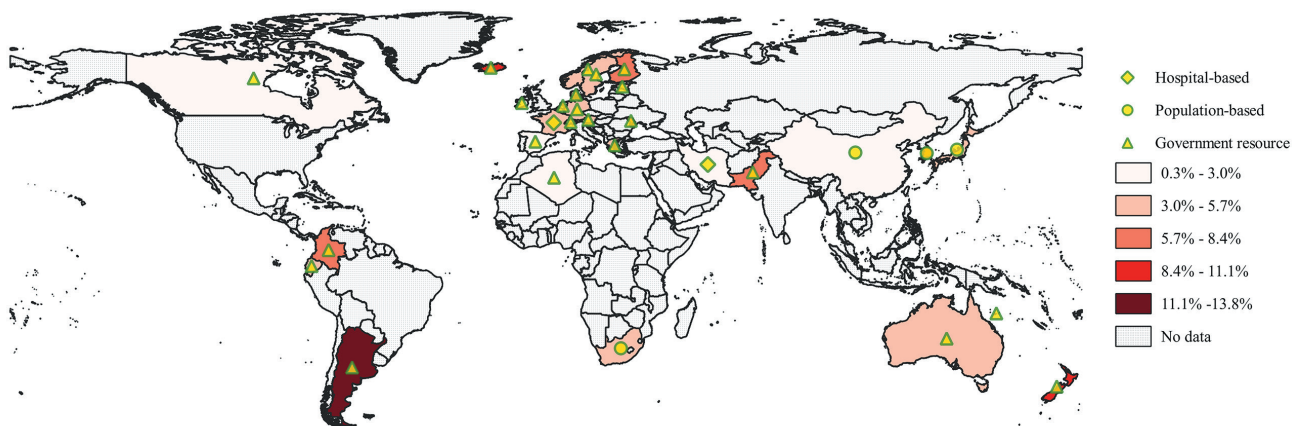 Hospital-based
Population-based
Government resource
0.3% - 3.0%
3.0% - 5.7%
5.7% - 8.4%
8.4% - 11.1%
11.1% -13.8%
No data